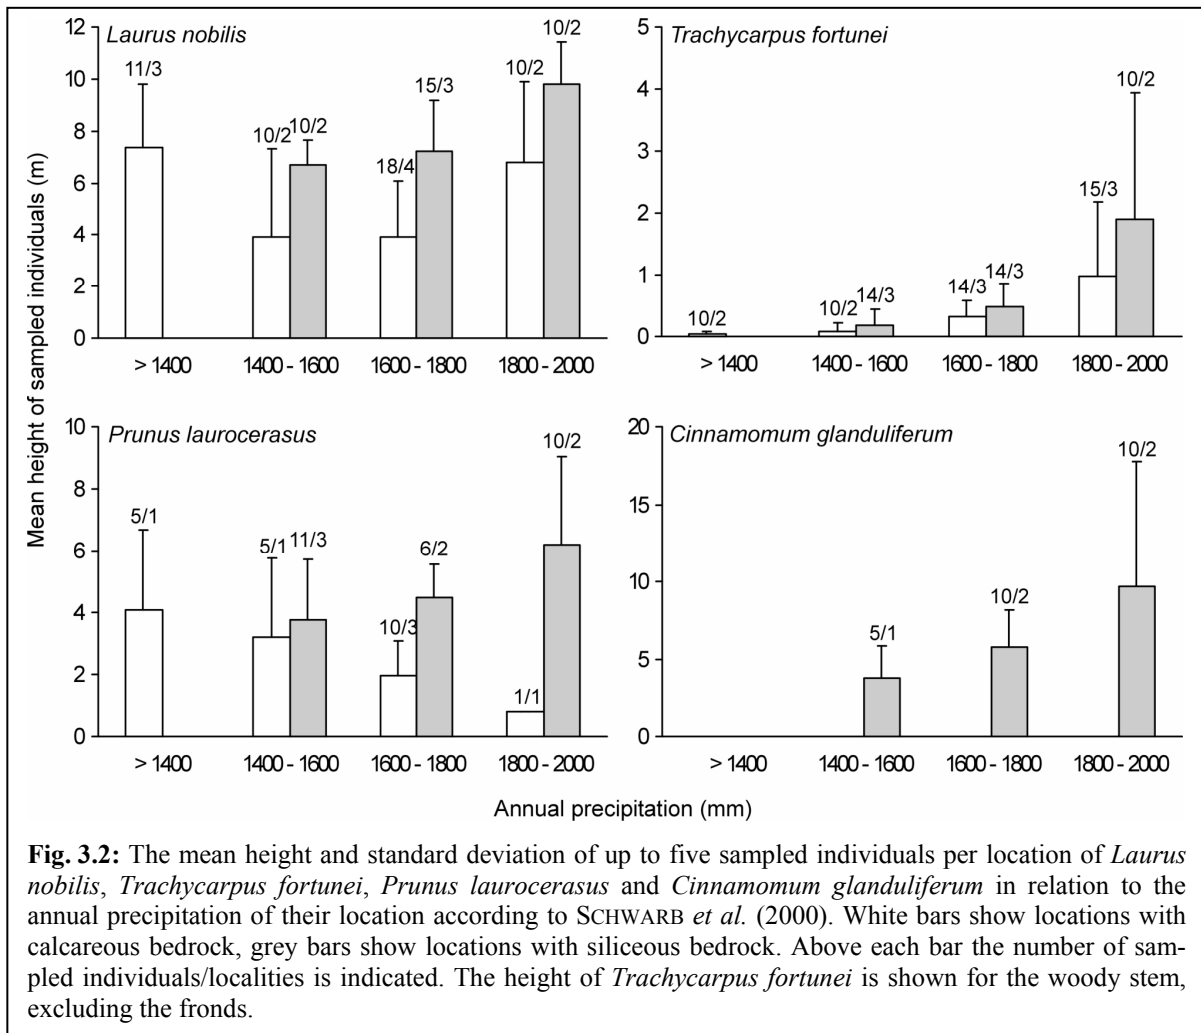 Mean height of sampled individuals (m)
Laurus nobilis
12
10
8
6
4
2
0
11/3
10/2
10/2
18/4
15/3
10/2
10/2
> 1400
1400 - 1600
1600 - 1800
1800 - 2000
Trachycarpus fortunei
5
4
3
2
1
0
10/2
10/2
14/3
14/3
14/3
15/3
10/2
> 1400
1400 - 1600
1600 - 1800
1800 - 2000
Prunus laurocerasus
10
8
6
4
2
0
5/1
5/1
11/3
10/3
6/2
1/1
10/2
> 1400
1400 - 1600
1600 - 1800
1800 - 2000
Cinnamomum glanduliferum
20
15
10
5
0
5/1
10/2
10/2
> 1400
1400 - 1600
1600 - 1800
1800 - 2000
Annual precipitation (mm)
Fig. 3.2: The mean height and standard deviation of up to five sampled individuals per location of Laurus
nobilis, Trachycarpus fortunei, Prunus laurocerasus and Cinnamomum glanduliferum in relation to the
annual precipitation of their location according to SCHWARB et al. (2000). White bars show locations with
calcareous bedrock, grey bars show locations with siliceous bedrock. Above each bar the number of sam-
pled individuals/localities is indicated. The height of Trachycarpus fortunei is shown for the woody stem,
excluding the fronds.